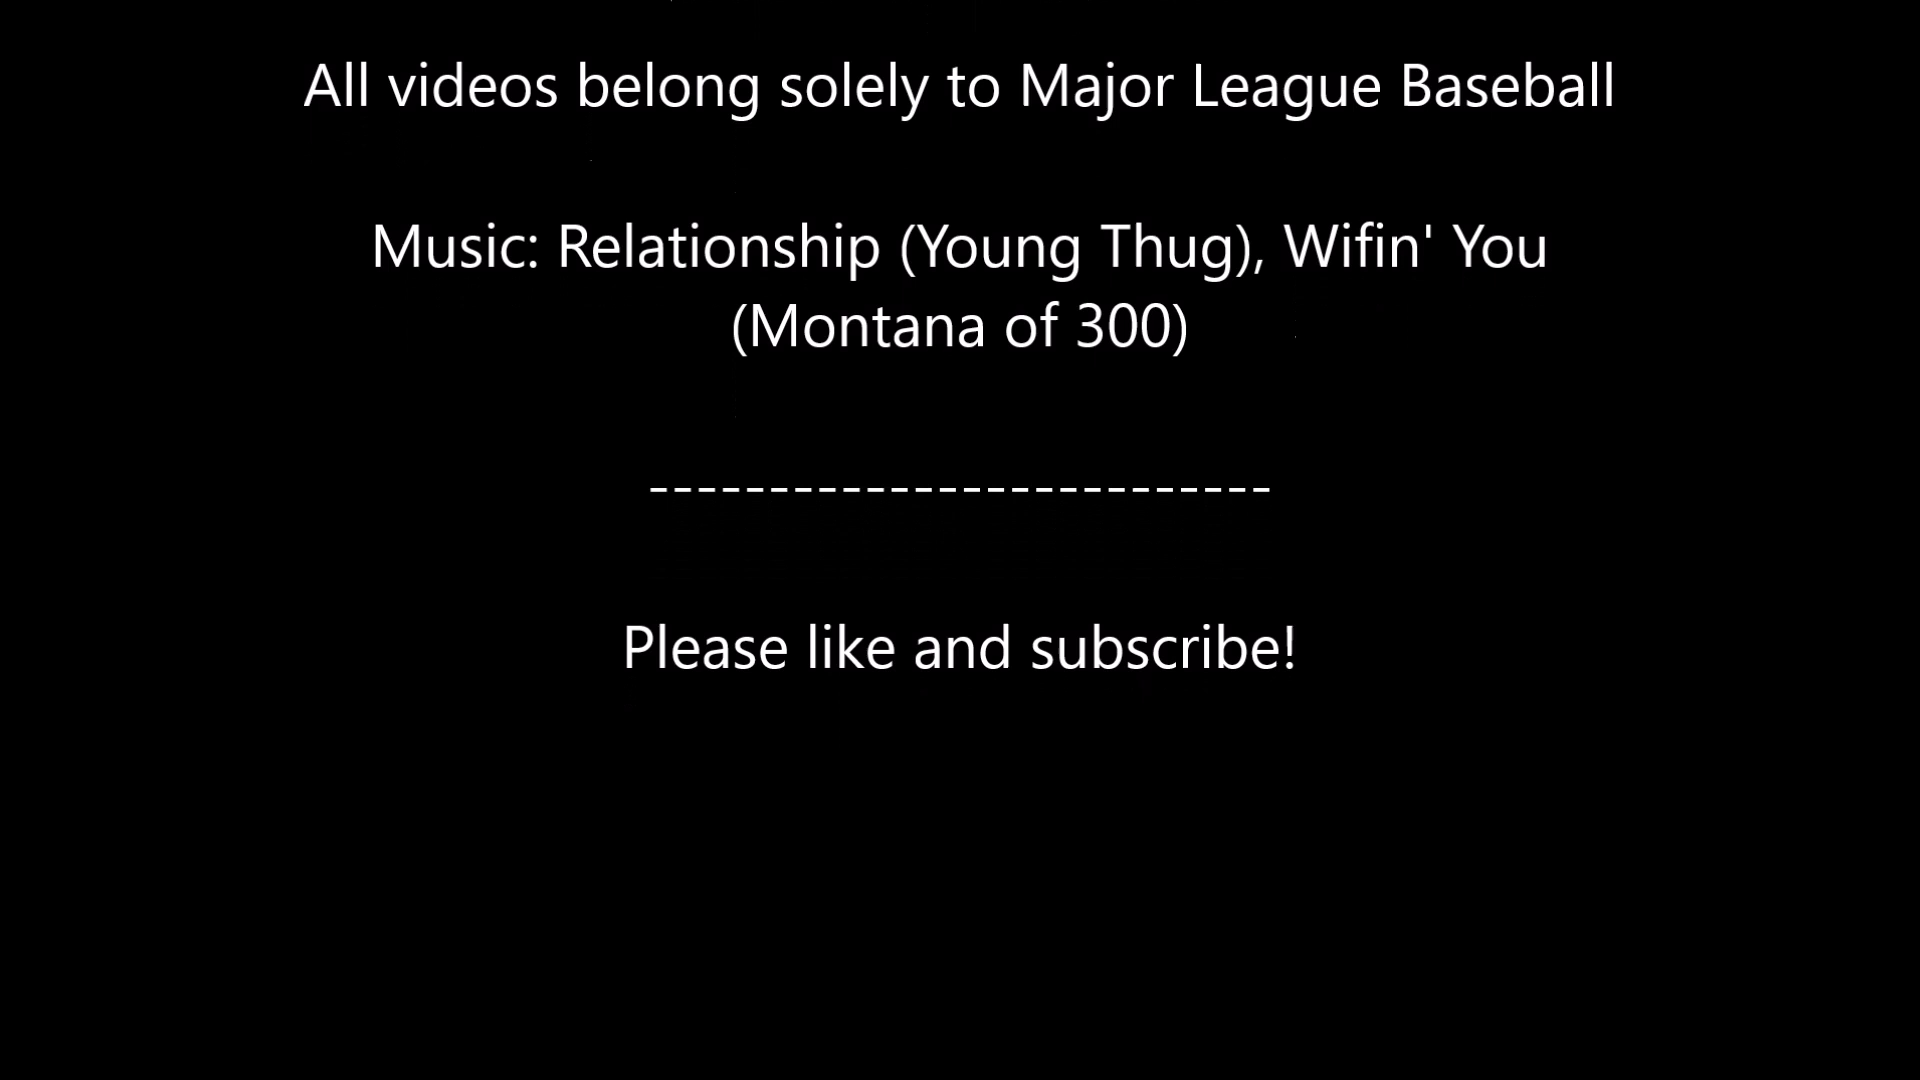 All videos belong solely to Major League Baseball
Music: Relationship (Young Thug), Wifin' You
(Montana of 300)
--------------------------
Please like and subscribe!